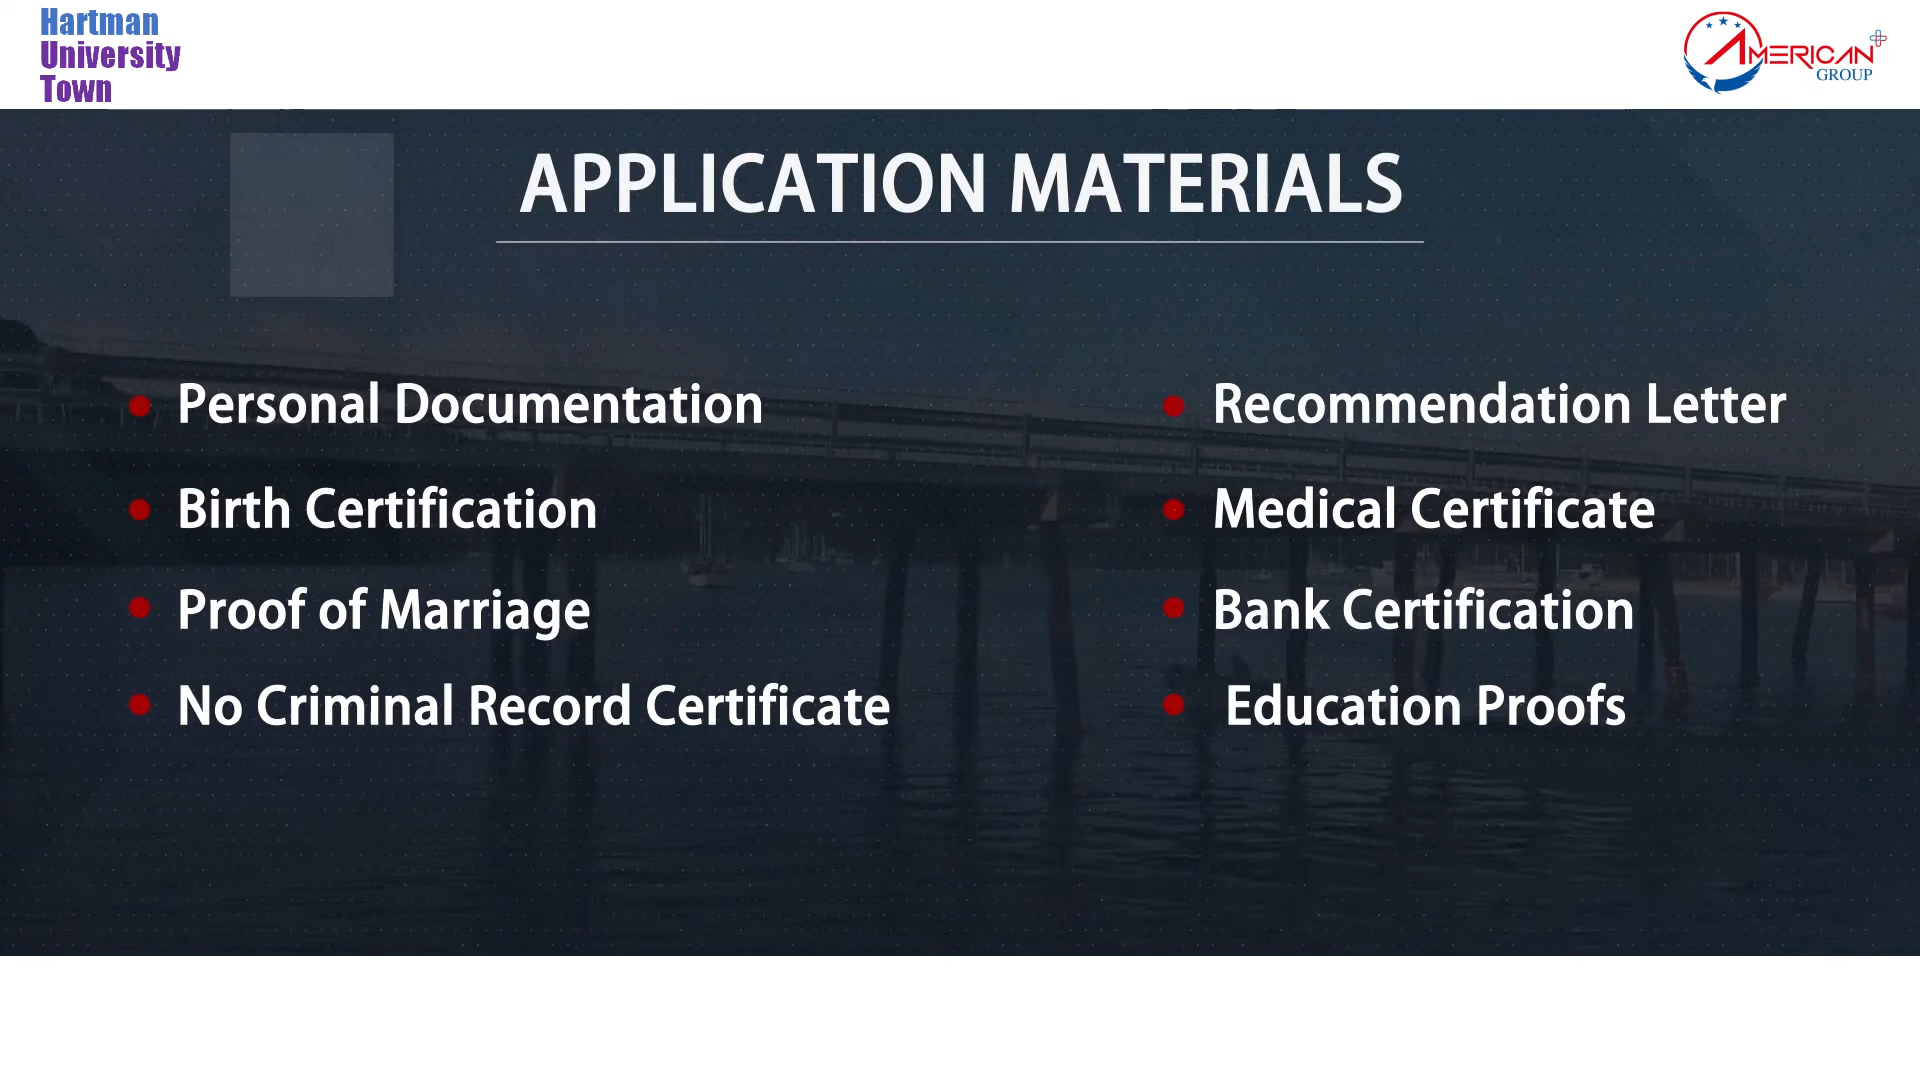 Hartman
University
Town
AMERICAN
GROUP
APPLICATION MATERIALS
Personal Documentation
Birth Certification
Proof of Marriage
No Criminal Record Certificate
Recommendation Letter
Medical Certificate
Bank Certification
Education Proofs